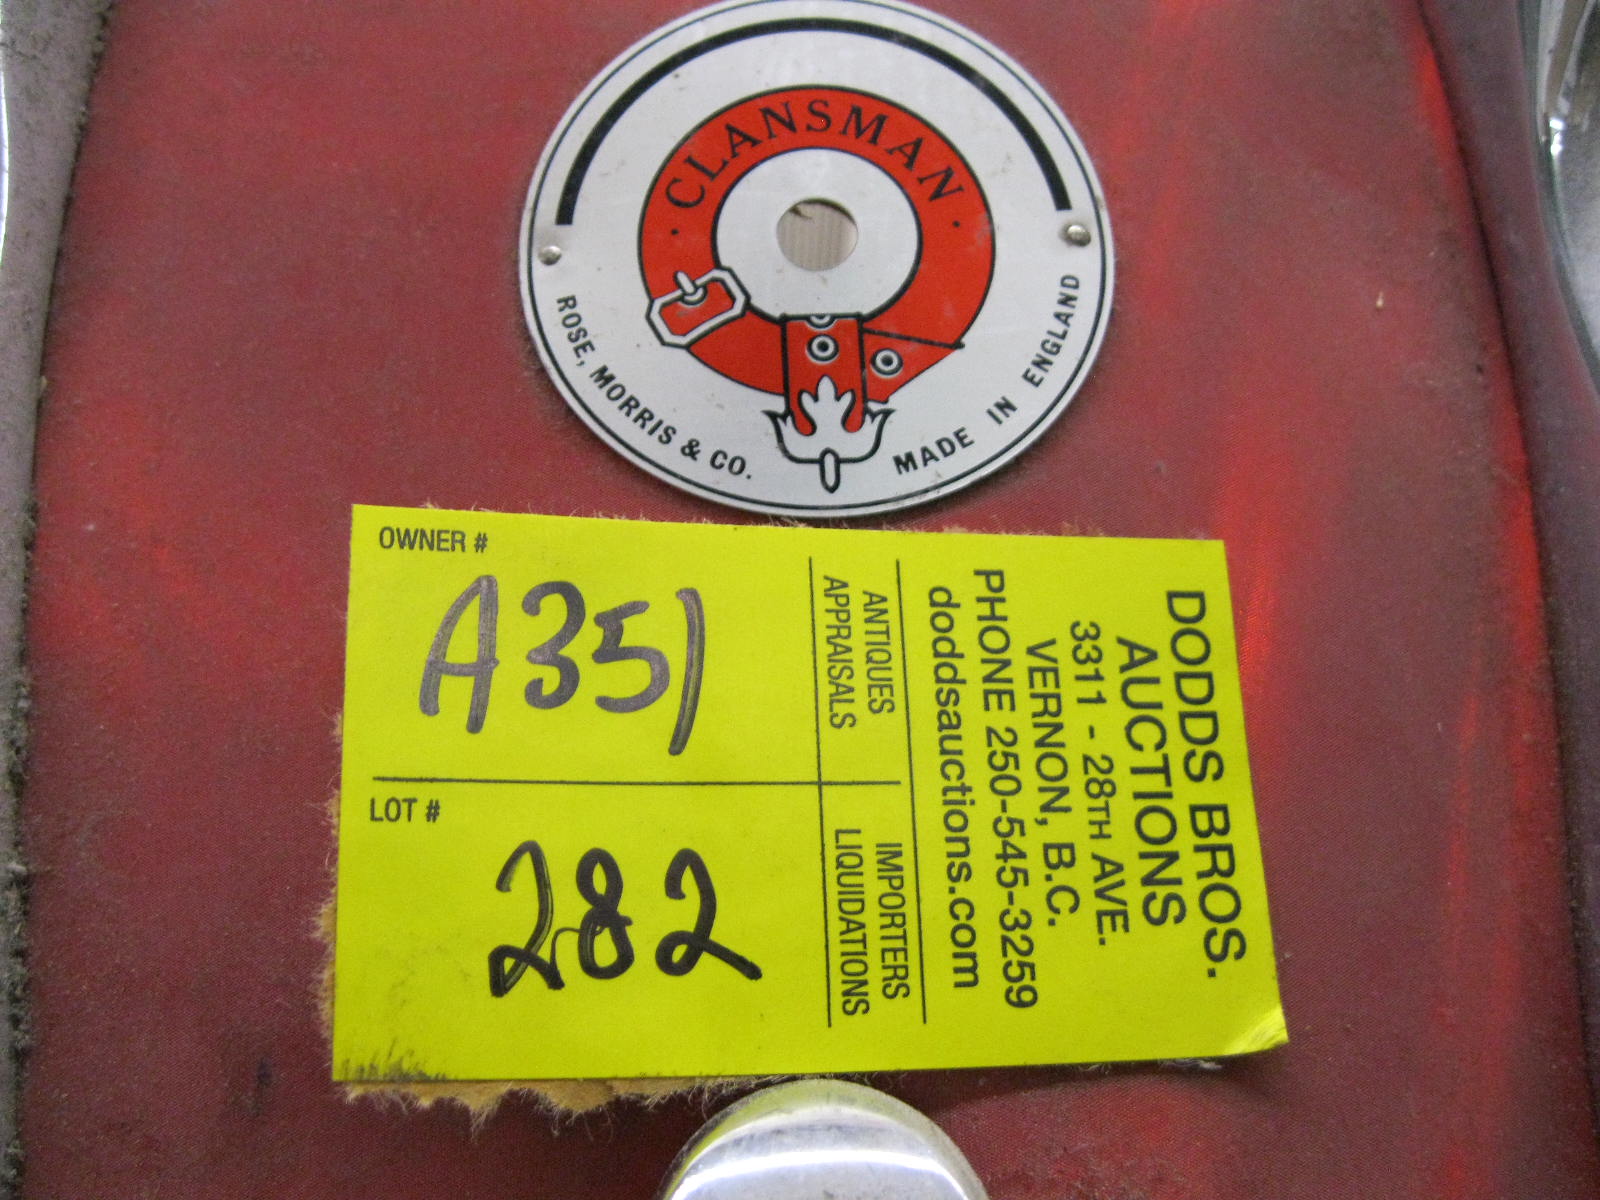 CLANSMAN
ROSE, MORRIS & CO.
MADE IN ENGLAND
OWNER #
A351
LOT #
282
ANTIQUES
APPRAISALS
IMPORTERS
LIQUIDATIONS
DODDS BROS.
AUCTIONS
3311 - 28TH AVE.
VERNON, B.C.
PHONE 250-545-3259
doddsauctions.com